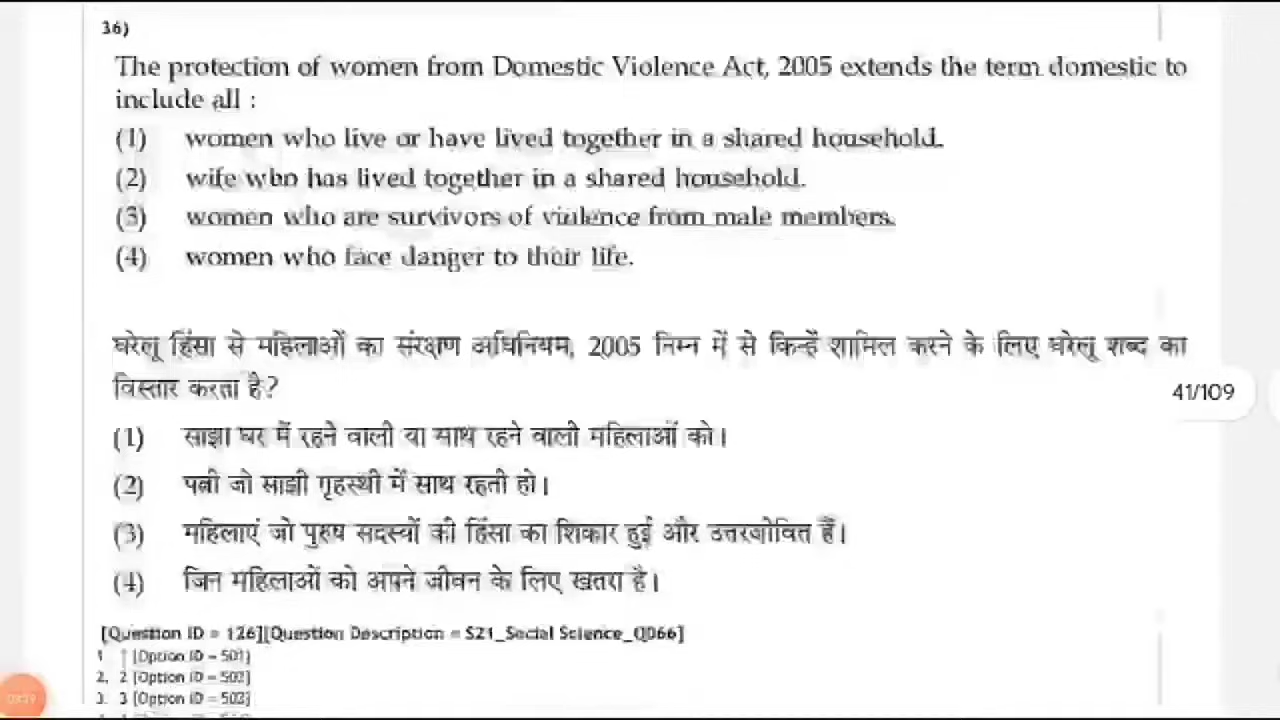 36)
The protection of women from Domestic Violence Act, 2005 extends the term domestic to
include all :
(1) women who live or have lived together in a shared household.
(2) wife who has lived together in a shared household.
(3) women who are survivors of violence from male members.
(4) women who face danger to their life.
घरेलू हिंसा से महिलाओं का संरक्षण अधिनियम, 2005 निम्न में से किन्हें शामिल करने के लिए घरेलू शब्द का
विस्तार करता है?
41/109
(1) साझा घर में रहने वाली या साथ रहने वाली महिलाओं को।
(2) पत्नी जो साझी गृहस्थी में साथ रहती हो।
(3) महिलाएं जो पुरुष सदस्यों की हिंसा का शिकार हुई और उत्तरजीवित हैं।
(4) जिन महिलाओं को अपने जीवन के लिए खतरा है।
[Question ID = 126][Question Description = S21_Social Science_Q066]
1. 1 [Option ID = 501]
2. 2 [Option ID = 502]
3. 3 [Option ID = 503]